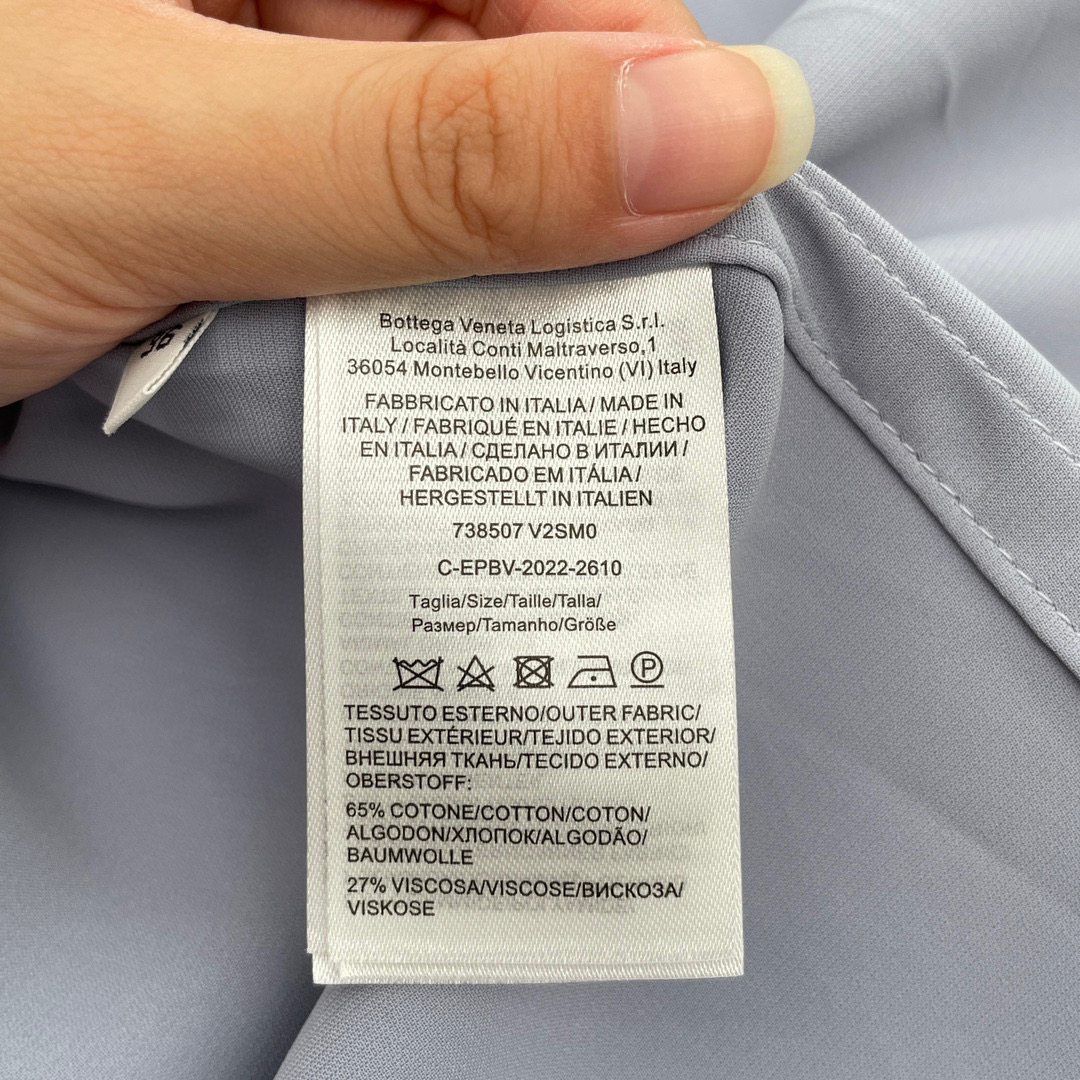 Bottega Veneta Logistica S.r.l.
Località Conti Maltraverso,1
36054 Montebello Vicentino (VI) Italy
FABBRICATO IN ITALIA / MADE IN
ITALY / FABRIQUÉ EN ITALIE / HECHO
EN ITALIA / СДЕЛАНО В ИТАЛИИ /
FABRICADO EM ITÁLIA /
HERGESTELLT IN ITALIEN
738507 V2SM0
C-EPBV-2022-2610
Taglia/Size/Taille/Talla/
Размер/Tamanho/Größe
P
TESSUTO ESTERNO/OUTER FABRIC/
TISSU EXTÉRIEUR/TEJIDO EXTERIOR/
ВНЕШНЯЯ ТКАНЬ/TECIDO EXTERNO/
OBERSTOFF:
65% COTONE/COTTON/COTON/
ALGODON/ХЛОПОК/ALGODÃO/
BAUMWOLLE
27% VISCOSA/VISCOSE/ВИСКОЗА/
VISKOSE